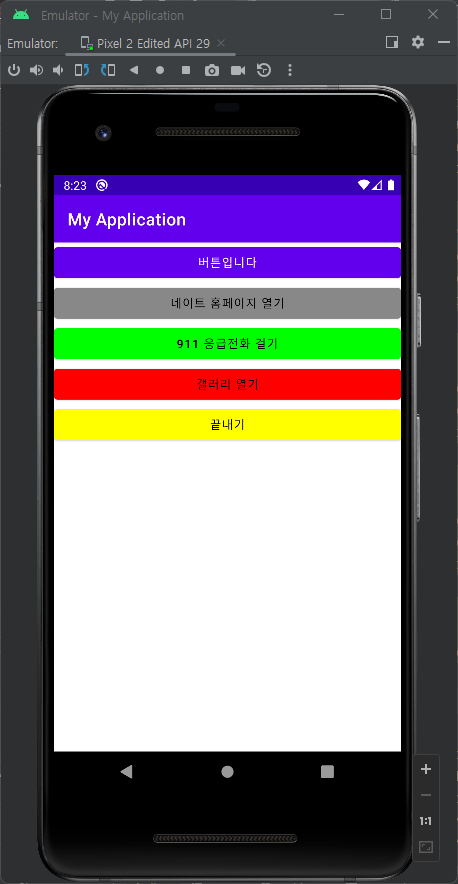 Emulator - My Application
Emulator: Pixel 2 Edited API 29
8:23
My Application
버튼입니다
네이트 홈페이지 열기
911 응급전화 걸기
갤러리 열기
끝내기
1:1